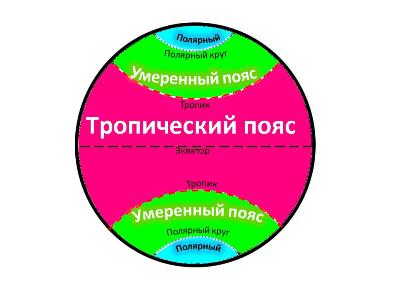 Полярный
Полярный круг
Умеренный пояс
Тропик
Тропический пояс
Экватор
Тропик
Умеренный пояс
Полярный круг
Полярный